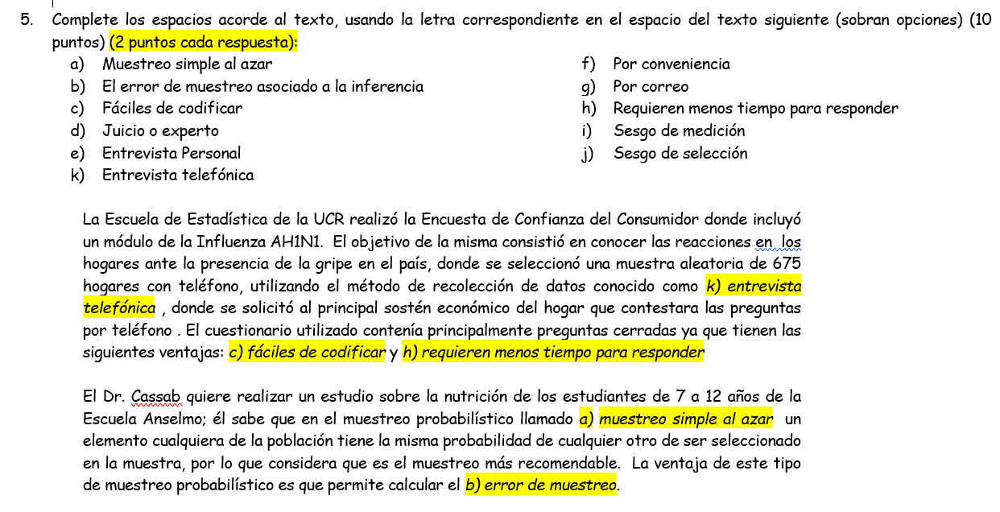 5. Complete los espacios acorde al texto, usando la letra correspondiente en el espacio del texto siguiente (sobran opciones) (10
puntos) (2 puntos cada respuesta):
a) Muestreo simple al azar
b) El error de muestreo asociado a la inferencia
c) Fáciles de codificar
d) Juicio o experto
e) Entrevista Personal
k) Entrevista telefónica
f) Por conveniencia
g) Por correo
h) Requieren menos tiempo para responder
i) Sesgo de medición
j) Sesgo de selección
La Escuela de Estadística de la UCR realizó la Encuesta de Confianza del Consumidor donde incluyó
un módulo de la Influenza AH1N1. El objetivo de la misma consistió en conocer las reacciones en los
hogares ante la presencia de la gripe en el país, donde se seleccionó una muestra aleatoria de 675
hogares con teléfono, utilizando el método de recolección de datos conocido como k) entrevista
telefónica , donde se solicitó al principal sostén económico del hogar que contestara las preguntas
por teléfono . El cuestionario utilizado contenía principalmente preguntas cerradas ya que tienen las
siguientes ventajas: c) fáciles de codificar y h) requieren menos tiempo para responder
El Dr. Cassab quiere realizar un estudio sobre la nutrición de los estudiantes de 7 a 12 años de la
Escuela Anselmo; él sabe que en el muestreo probabilístico llamado a) muestreo simple al azar un
elemento cualquiera de la población tiene la misma probabilidad de cualquier otro de ser seleccionado
en la muestra, por lo que considera que es el muestreo más recomendable. La ventaja de este tipo
de muestreo probabilístico es que permite calcular el b) error de muestreo.